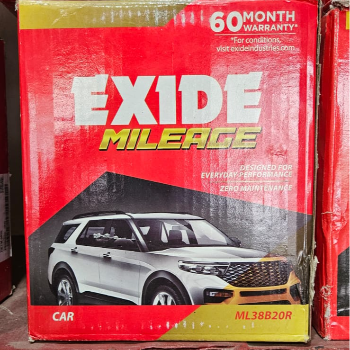 60 MONTH
WARRANTY*
*For conditions,
visit exideindustries.com
EXIDE
MILEAGE
DESIGNED FOR
EVERYDAY PERFORMANCE
ZERO MAINTENANCE
CAR
ML38B20R